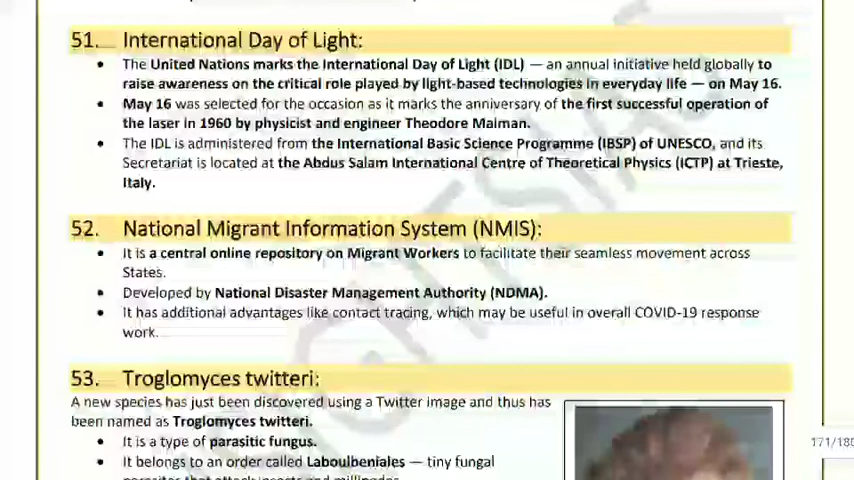 51. International Day of Light:
• The United Nations marks the International Day of Light (IDL) — an annual initiative held globally to
raise awareness on the critical role played by light-based technologies in everyday life — on May 16.
• May 16 was selected for the occasion as it marks the anniversary of the first successful operation of
the laser in 1960 by physicist and engineer Theodore Maiman.
• The IDL is administered from the International Basic Science Programme (IBSP) of UNESCO, and its
Secretariat is located at the Abdus Salam International Centre of Theoretical Physics (ICTP) at Trieste,
Italy.
52. National Migrant Information System (NMIS):
• It is a central online repository on Migrant Workers to facilitate their seamless movement across
States.
• Developed by National Disaster Management Authority (NDMA).
• It has additional advantages like contact tracing, which may be useful in overall COVID-19 response
work.
53. Troglomyces twitteri:
A new species has just been discovered using a Twitter image and thus has
been named as Troglomyces twitteri.
• It is a type of parasitic fungus.
171/180
• It belongs to an order called Laboulbeniales — tiny fungal
parasites that attack insects and millipedes.